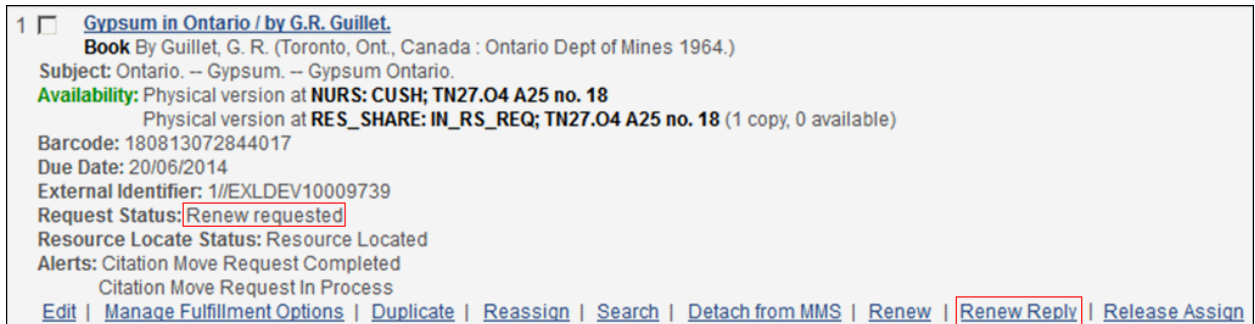 1 Gypsum in Ontario / by G.R. Guillet.
Book By Guillet, G. R. (Toronto, Ont., Canada : Ontario Dept of Mines 1964.)
Subject: Ontario. -- Gypsum. -- Gypsum Ontario.
Availability: Physical version at NURS: CUSH; TN27.O4 A25 no. 18
Physical version at RES_SHARE: IN_RS_REQ; TN27.O4 A25 no. 18 (1 copy, 0 available)
Barcode: 180813072844017
Due Date: 20/06/2014
External Identifier: 1//EXLDEV10009739
Request Status: Renew requested
Resource Locate Status: Resource Located
Alerts: Citation Move Request Completed
Citation Move Request In Process
Edit | Manage Fulfillment Options | Duplicate | Reassign | Search | Detach from MMS | Renew | Renew Reply | Release Assign